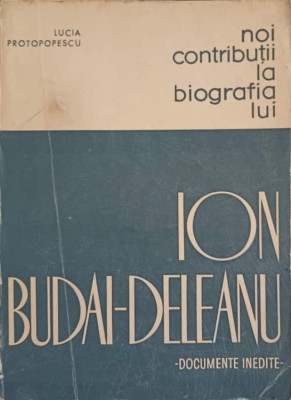 LUCIA
PROTOPOPESCU
noi
contribuții
la
biografia
lui
ION
BUDAI-DELEANU
-DOCUMENTE INEDITE-